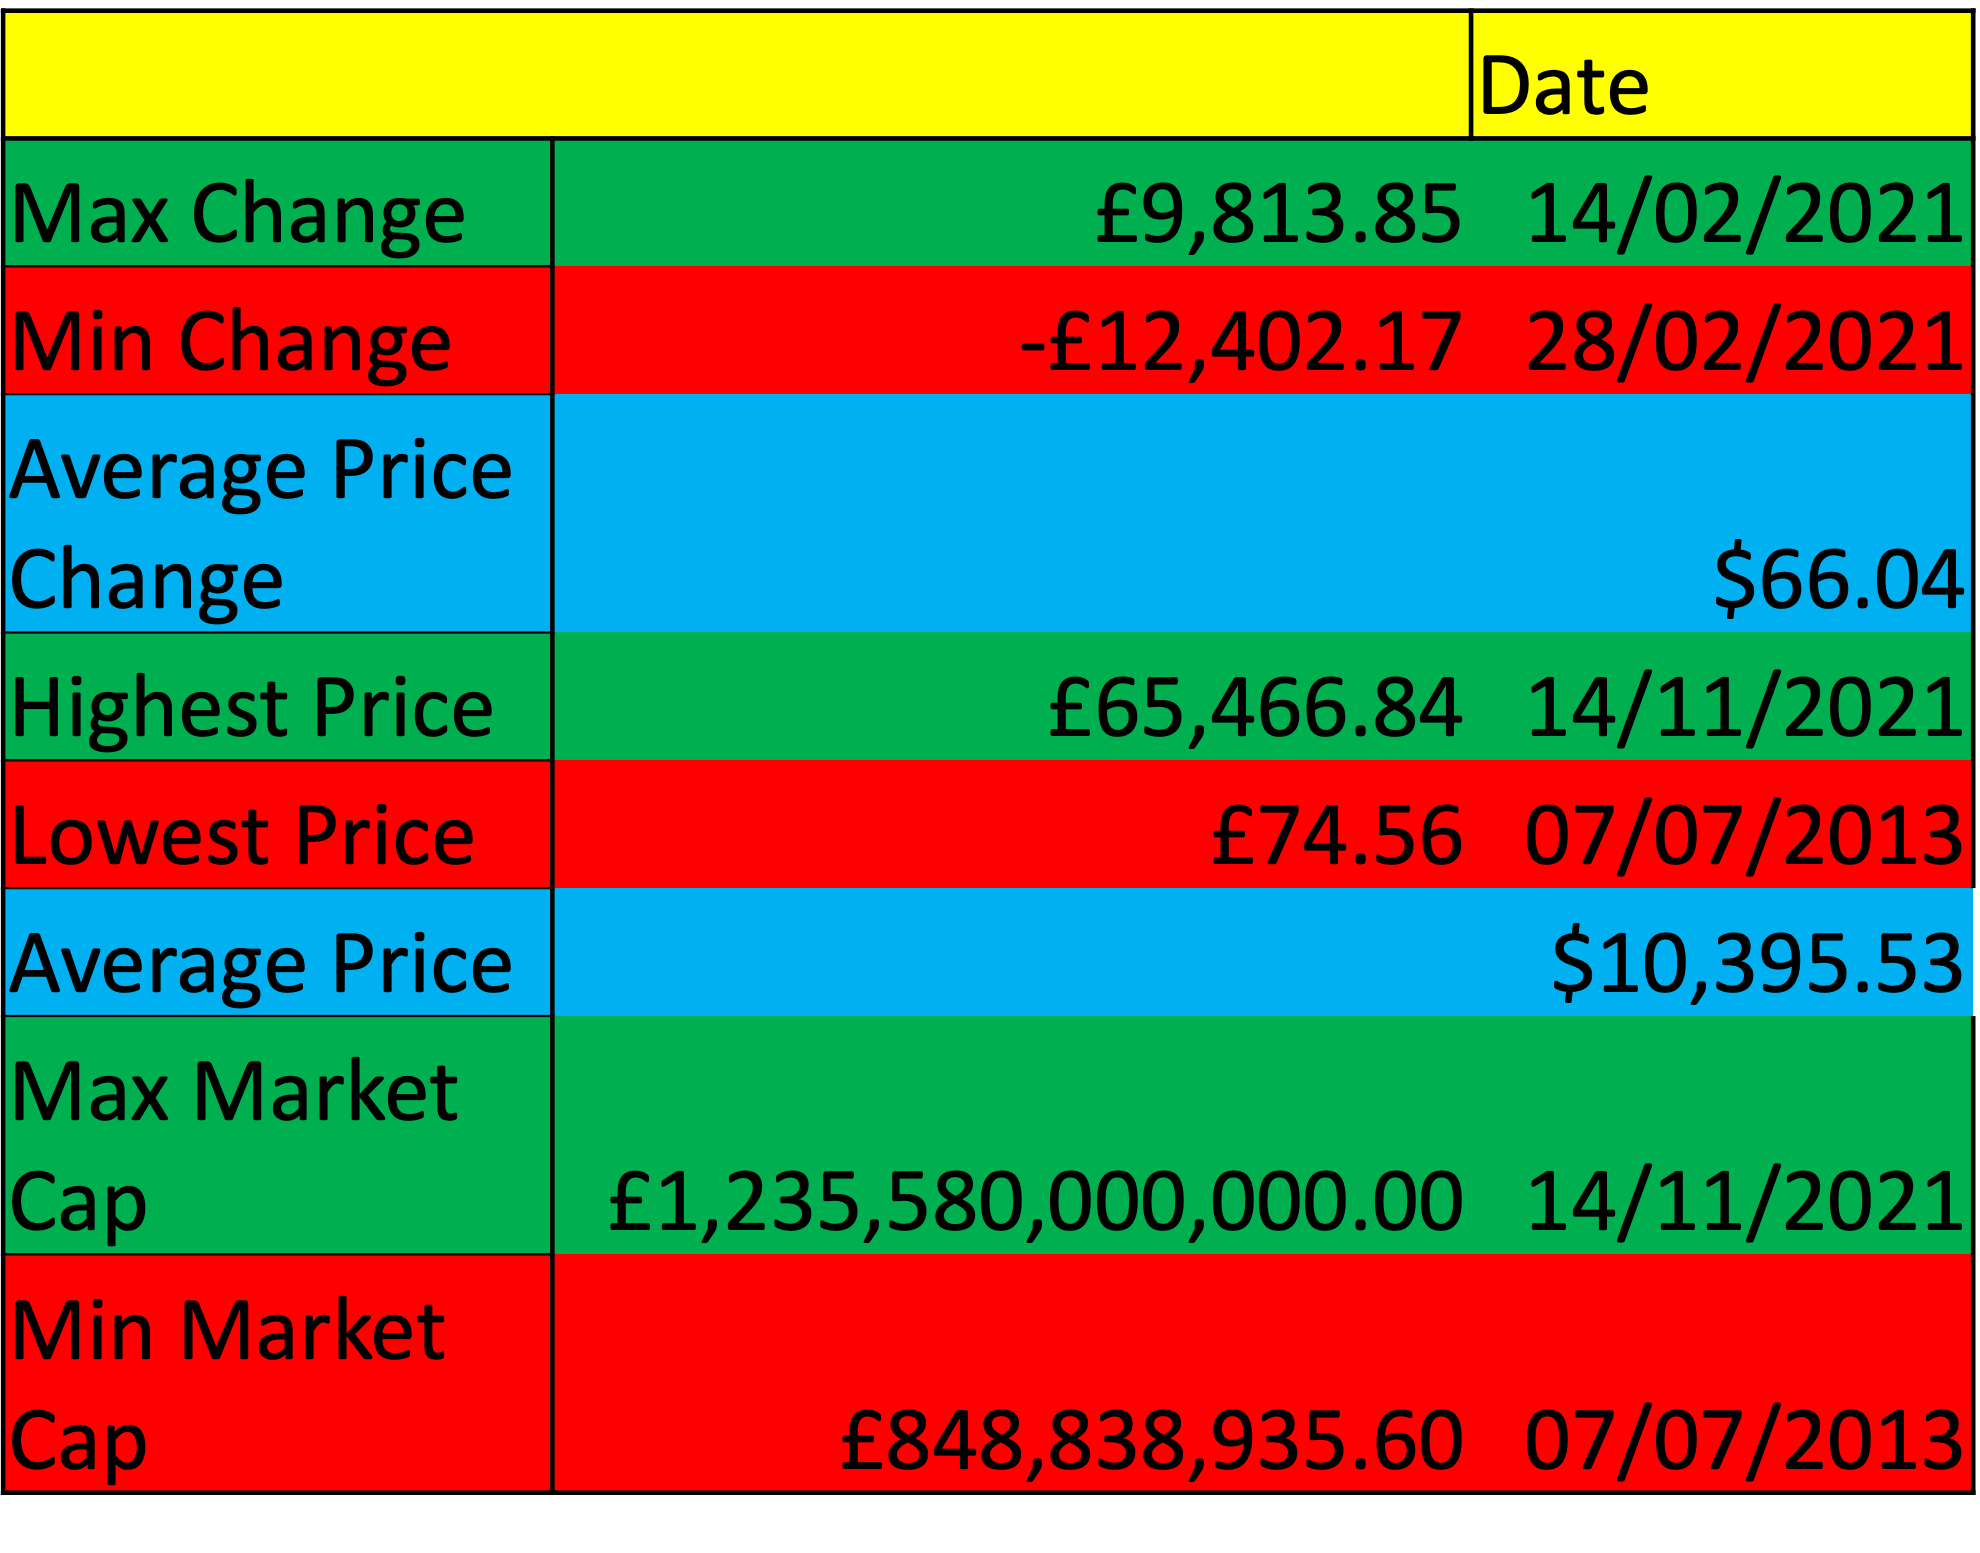 Date
Max Change £9,813.85 14/02/2021
Min Change -£12,402.17 28/02/2021
Average Price
Change $66.04
Highest Price £65,466.84 14/11/2021
Lowest Price £74.56 07/07/2013
Average Price $10,395.53
Max Market
Cap £1,235,580,000,000.00 14/11/2021
Min Market
Cap £848,838,935.60 07/07/2013